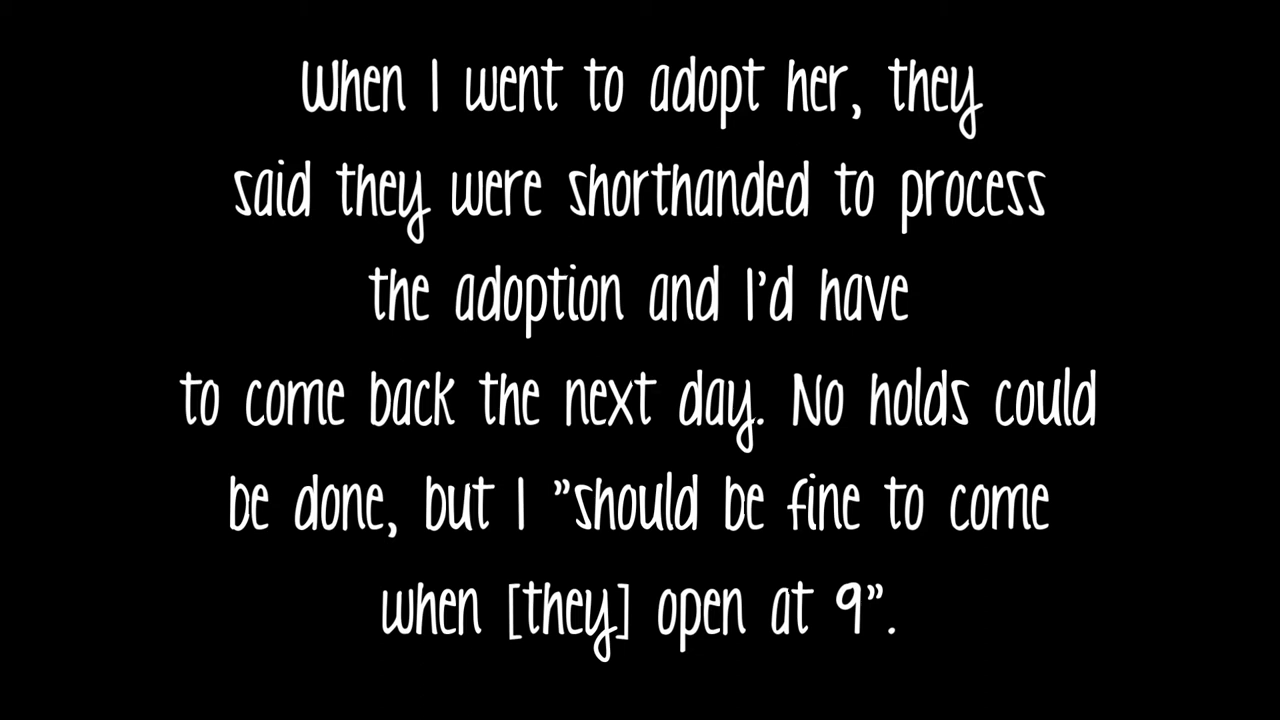 When I went to adopt her, they
said they were shorthanded to process
the adoption and I'd have
to come back the next day. No holds could
be done, but I "should be fine to come
when [they] open at 9".